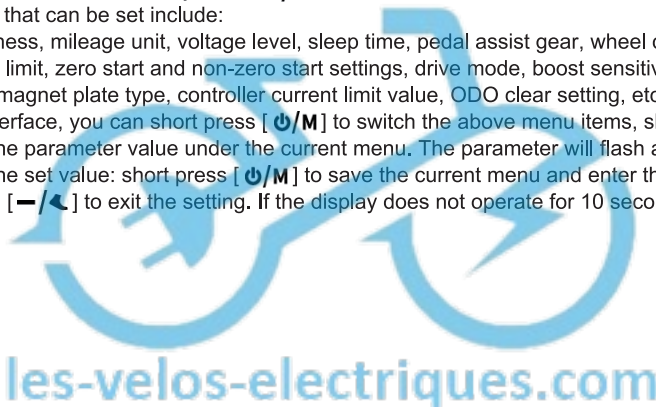 that can be set include:
ness, mileage unit, voltage level, sleep time, pedal assist gear, wheel
limit, zero start and non-zero start settings, drive mode, boost
magnet plate type, controller current limit value, ODO clear setting,
erface, you can short press [ ⏻/M ] to switch the above menu items,
he parameter value under the current menu. The parameter will flash
he set value: short press [ ⏻/M ] to save the current menu and enter
[ −/ ] to exit the setting. If the display does not operate for 10
les-velos-electriques.com